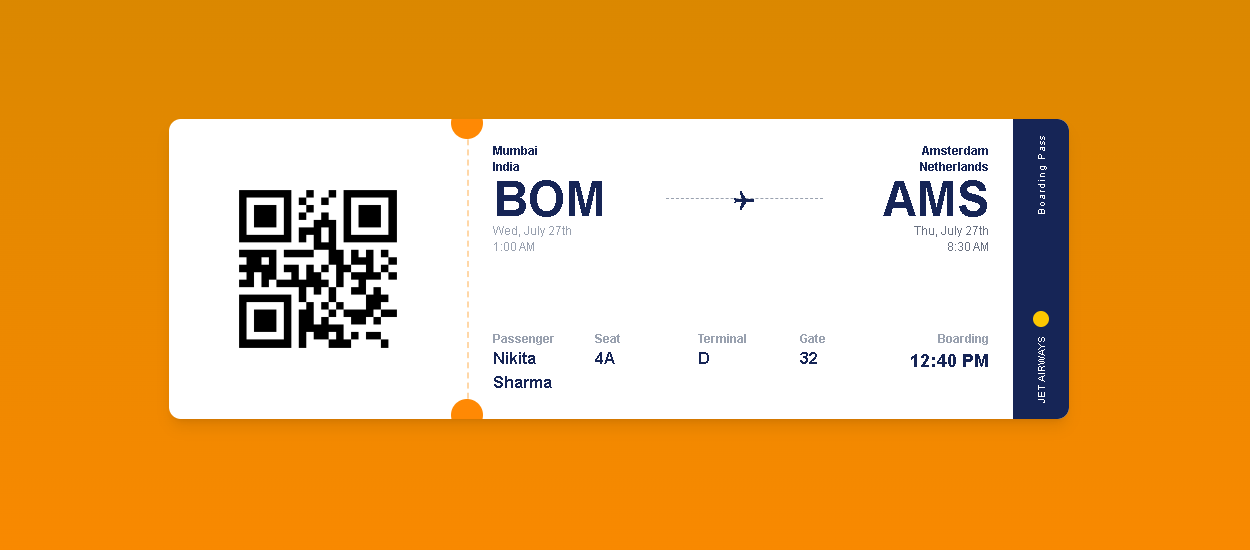 Mumbai
India
BOM
Wed, July 27th
1:00 AM
Amsterdam
Netherlands
AMS
Thu, July 27th
8:30 AM
Passenger
Nikita
Sharma
Seat
4A
Terminal
D
Gate
32
Boarding
12:40 PM
Boarding Pass
JET AIRWAYS